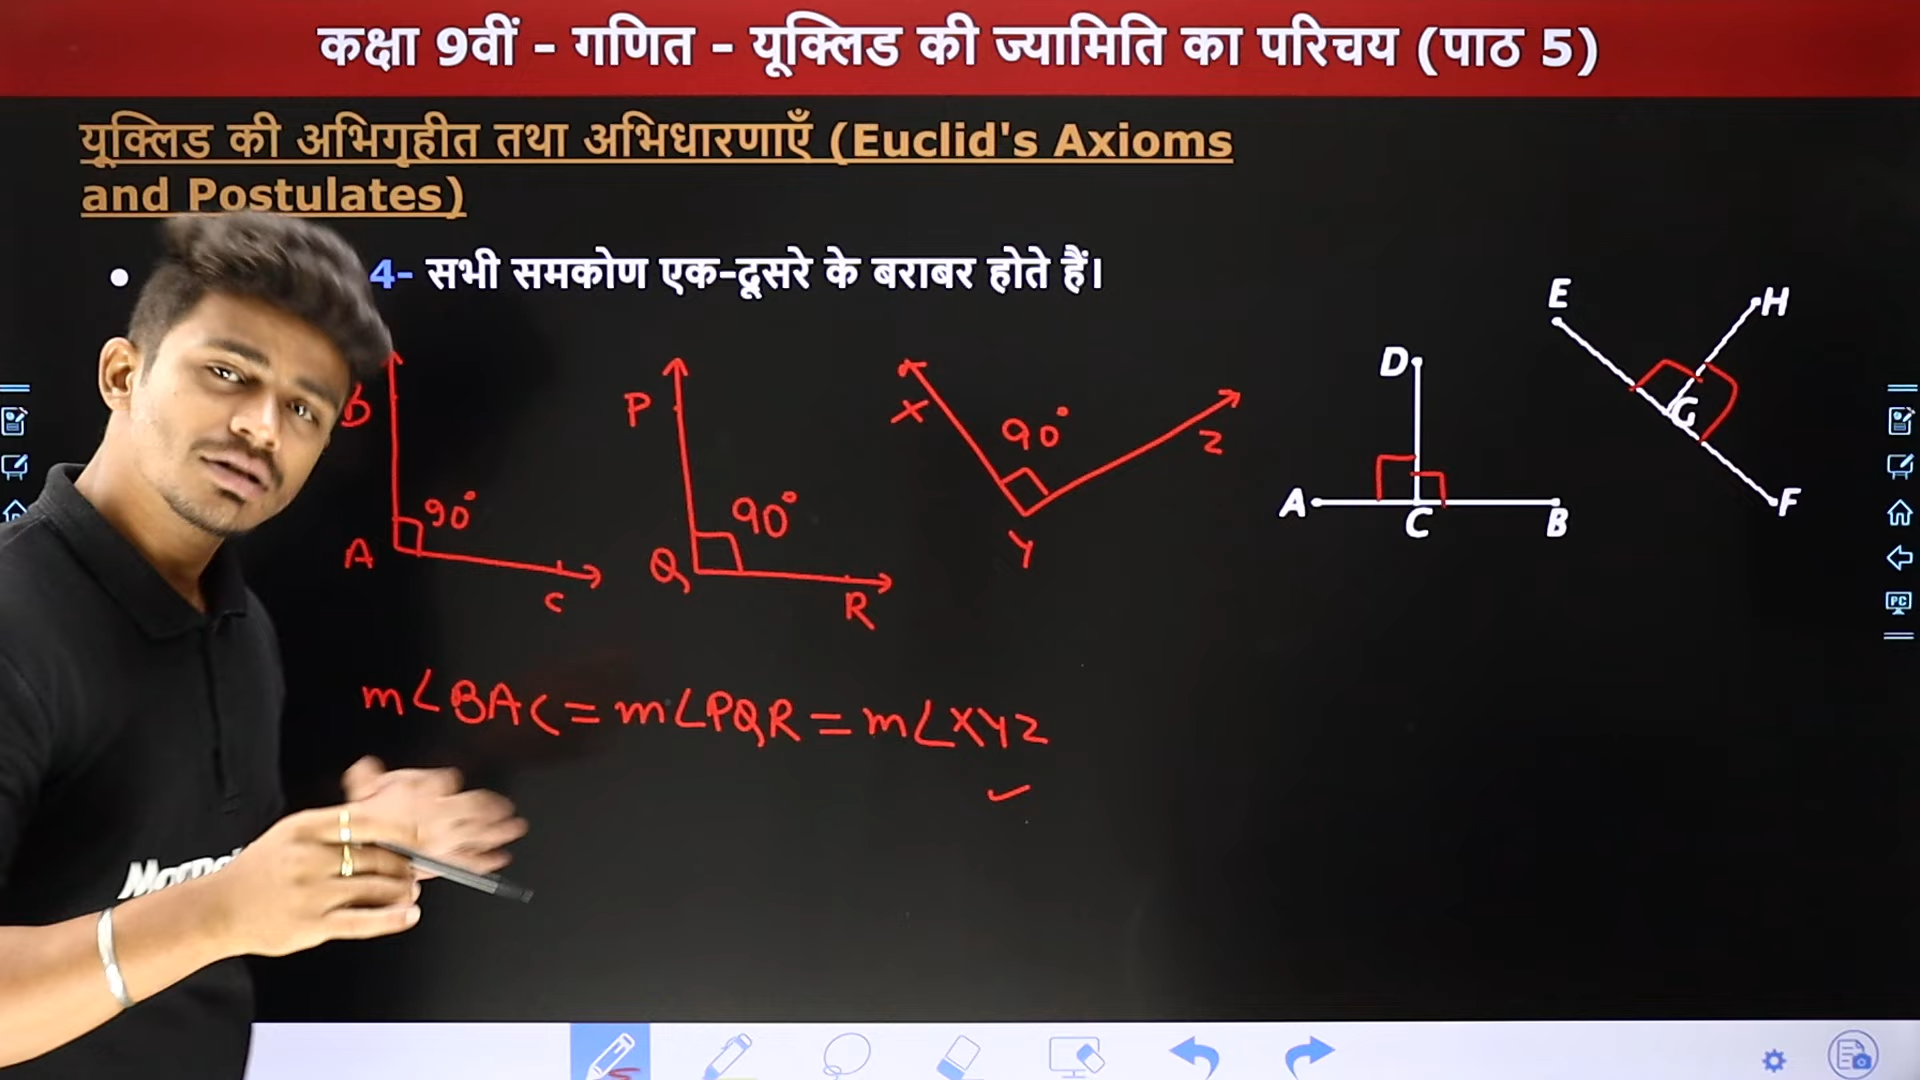 कक्षा 9वीं - गणित - यूक्लिड की ज्यामिति का परिचय (पाठ 5)
यूक्लिड की अभिगृहीत तथा अभिधारणाएँ (Euclid's Axioms
and Postulates)
4- सभी समकोण एक-दूसरे के बराबर होते हैं।
B
A
90°
C
P
Q
90°
R
X
90°
Y
Z
D
A
C
B
E
H
G
F
m∠BAC = m∠PQR = m∠XYZ
PC